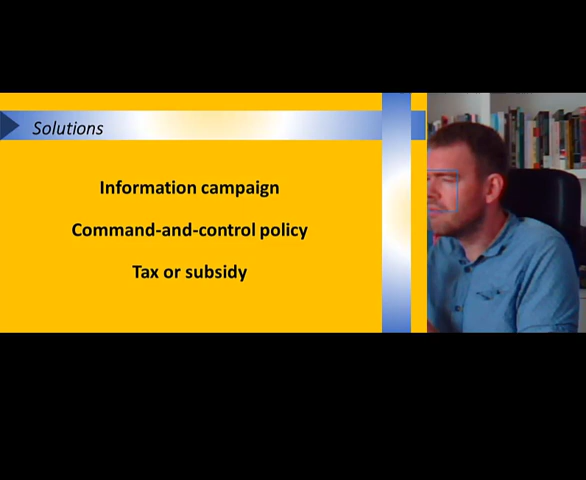 Solutions
Information campaign
Command-and-control policy
Tax or subsidy